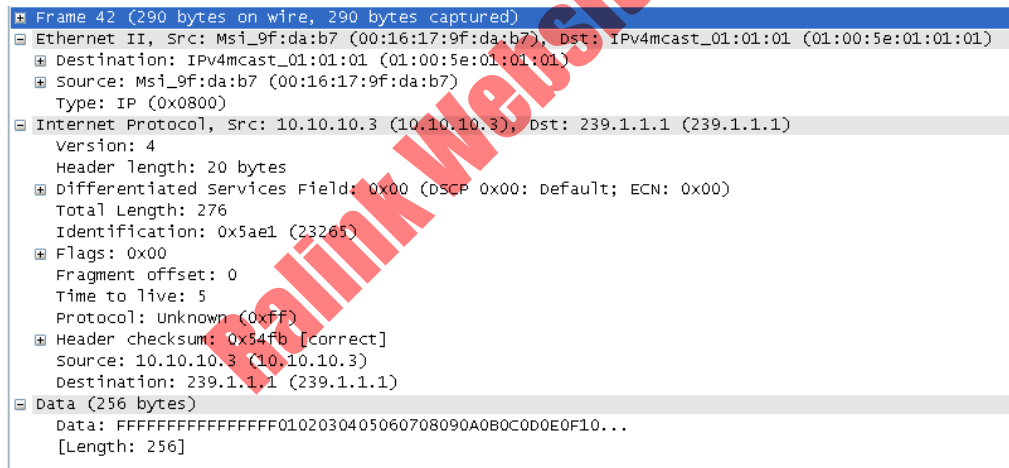 Frame 42 (290 bytes on wire, 290 bytes captured)
Ethernet II, Src: Msi_9f:da:b7 (00:16:17:9f:da:b7), Dst: IPv4mcast_01:01:01 (01:00:5e:01:01:01)
Destination: IPv4mcast_01:01:01 (01:00:5e:01:01:01)
Source: Msi_9f:da:b7 (00:16:17:9f:da:b7)
Type: IP (0x0800)
Internet Protocol, Src: 10.10.10.3 (10.10.10.3), Dst: 239.1.1.1 (239.1.1.1)
Version: 4
Header length: 20 bytes
Differentiated Services Field: 0x00 (DSCP 0x00: Default; ECN: 0x00)
Total Length: 276
Identification: 0x5ae1 (23265)
Flags: 0x00
Fragment offset: 0
Time to live: 5
Protocol: Unknown (0xff)
Header checksum: 0x54fb [correct]
Source: 10.10.10.3 (10.10.10.3)
Destination: 239.1.1.1 (239.1.1.1)
Data (256 bytes)
Data: FFFFFFFFFFFFFFFF0102030405060708090A0B0C0D0E0F10...
[Length: 256]
Ralink